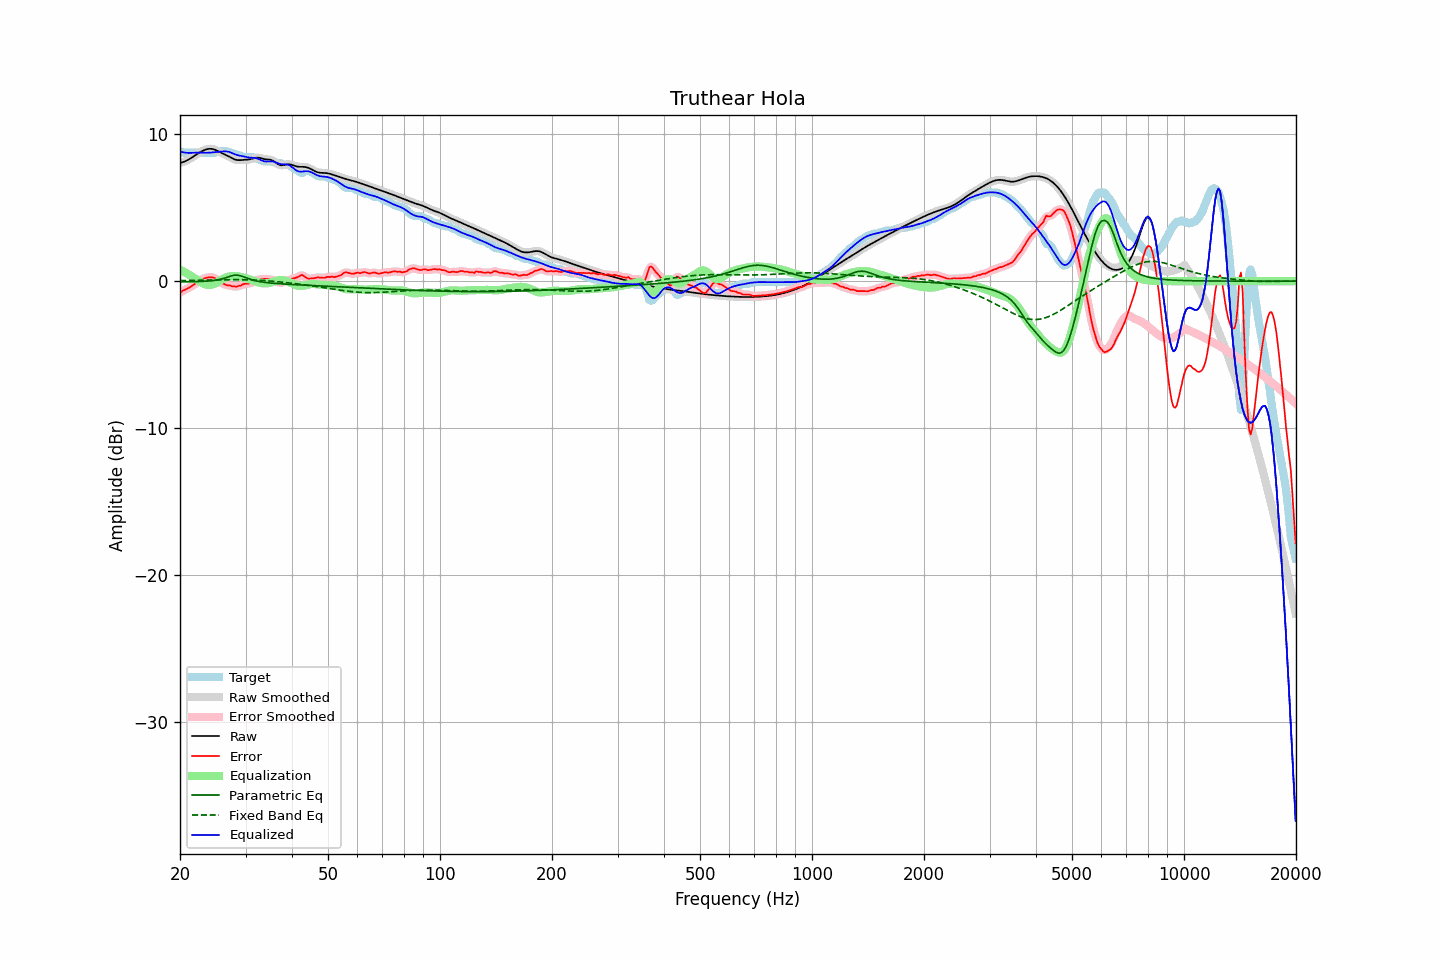 Truthear Hola
10
0
−10
−20
−30
Amplitude (dBr)
Target
Raw Smoothed
Error Smoothed
Raw
Error
Equalization
Parametric Eq
Fixed Band Eq
Equalized
20 50 100 200 500 1000 2000 5000 10000 20000
Frequency (Hz)